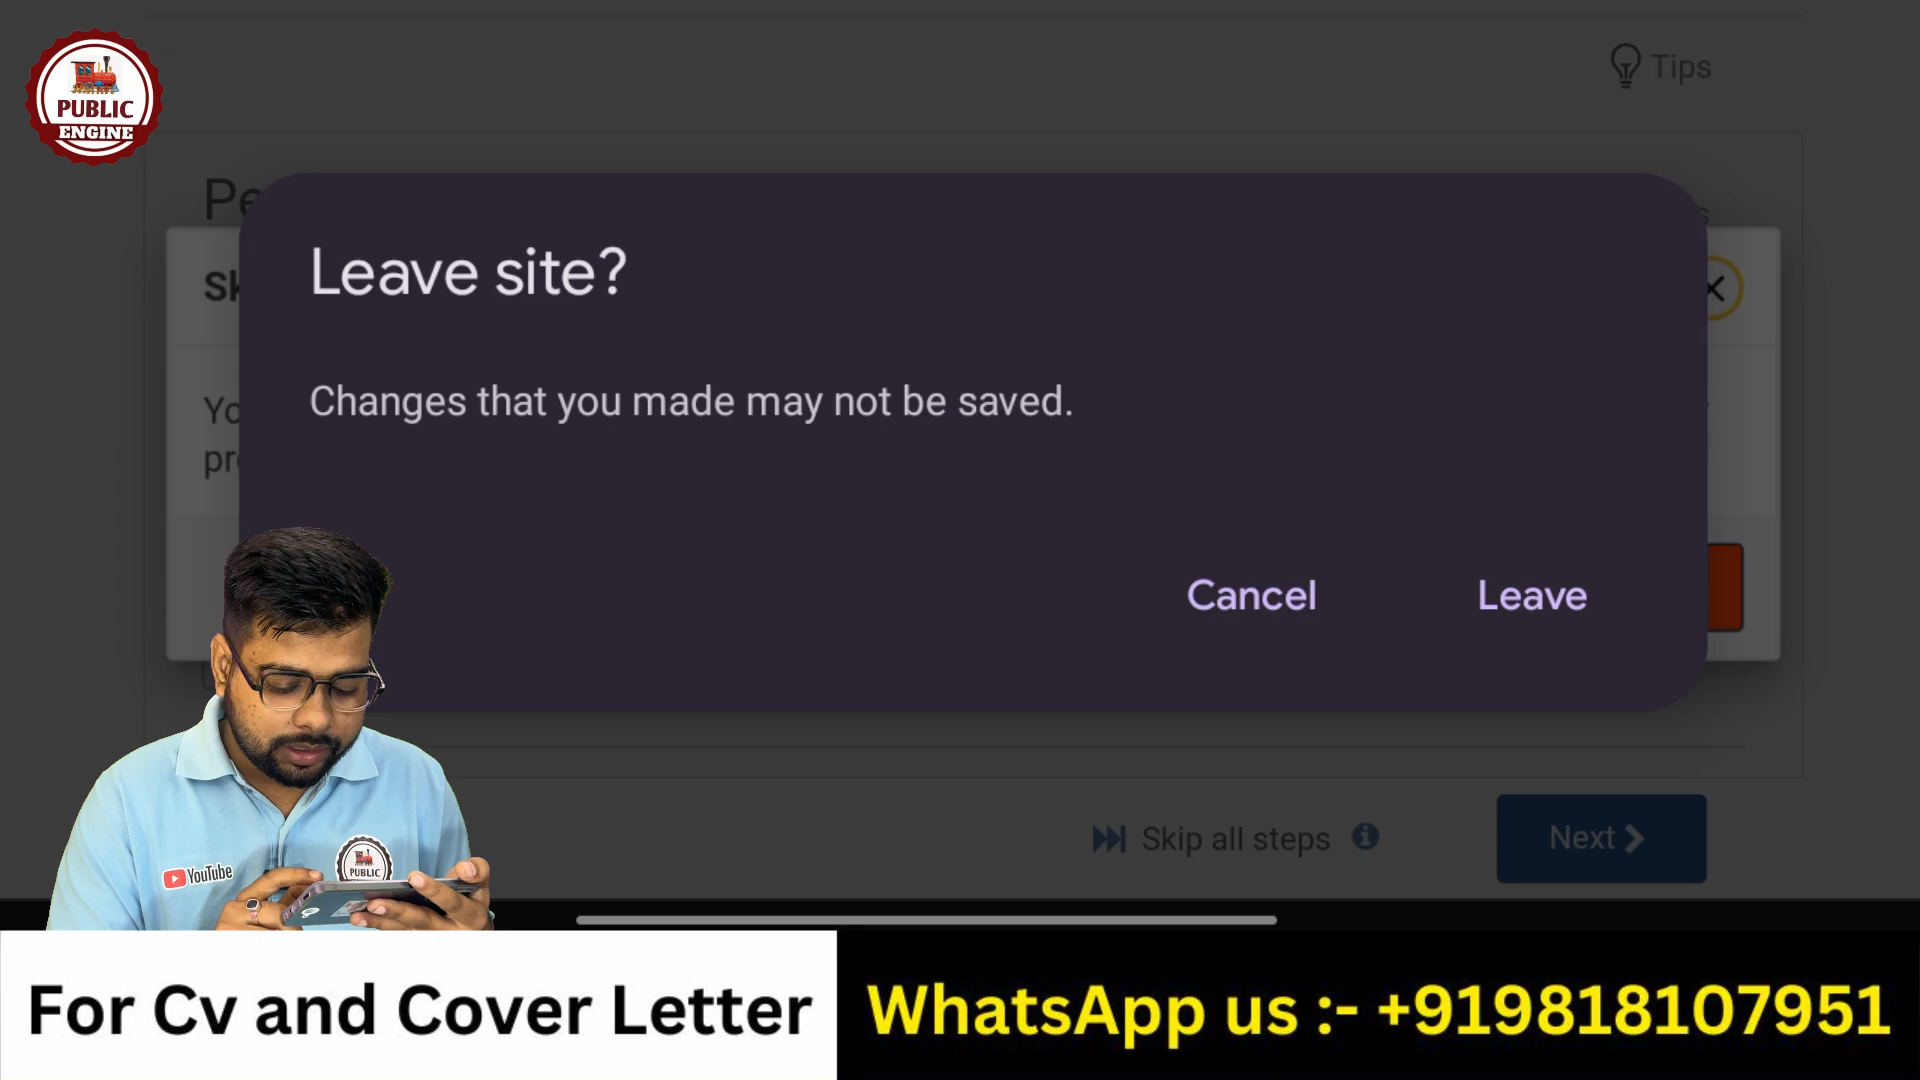 PUBLIC
ENGINE
Tips
Leave site?
Changes that you made may not be saved.
Cancel
Leave
Skip all steps
Next
YouTube
PUBLIC
For Cv and Cover Letter
WhatsApp us :- +919818107951